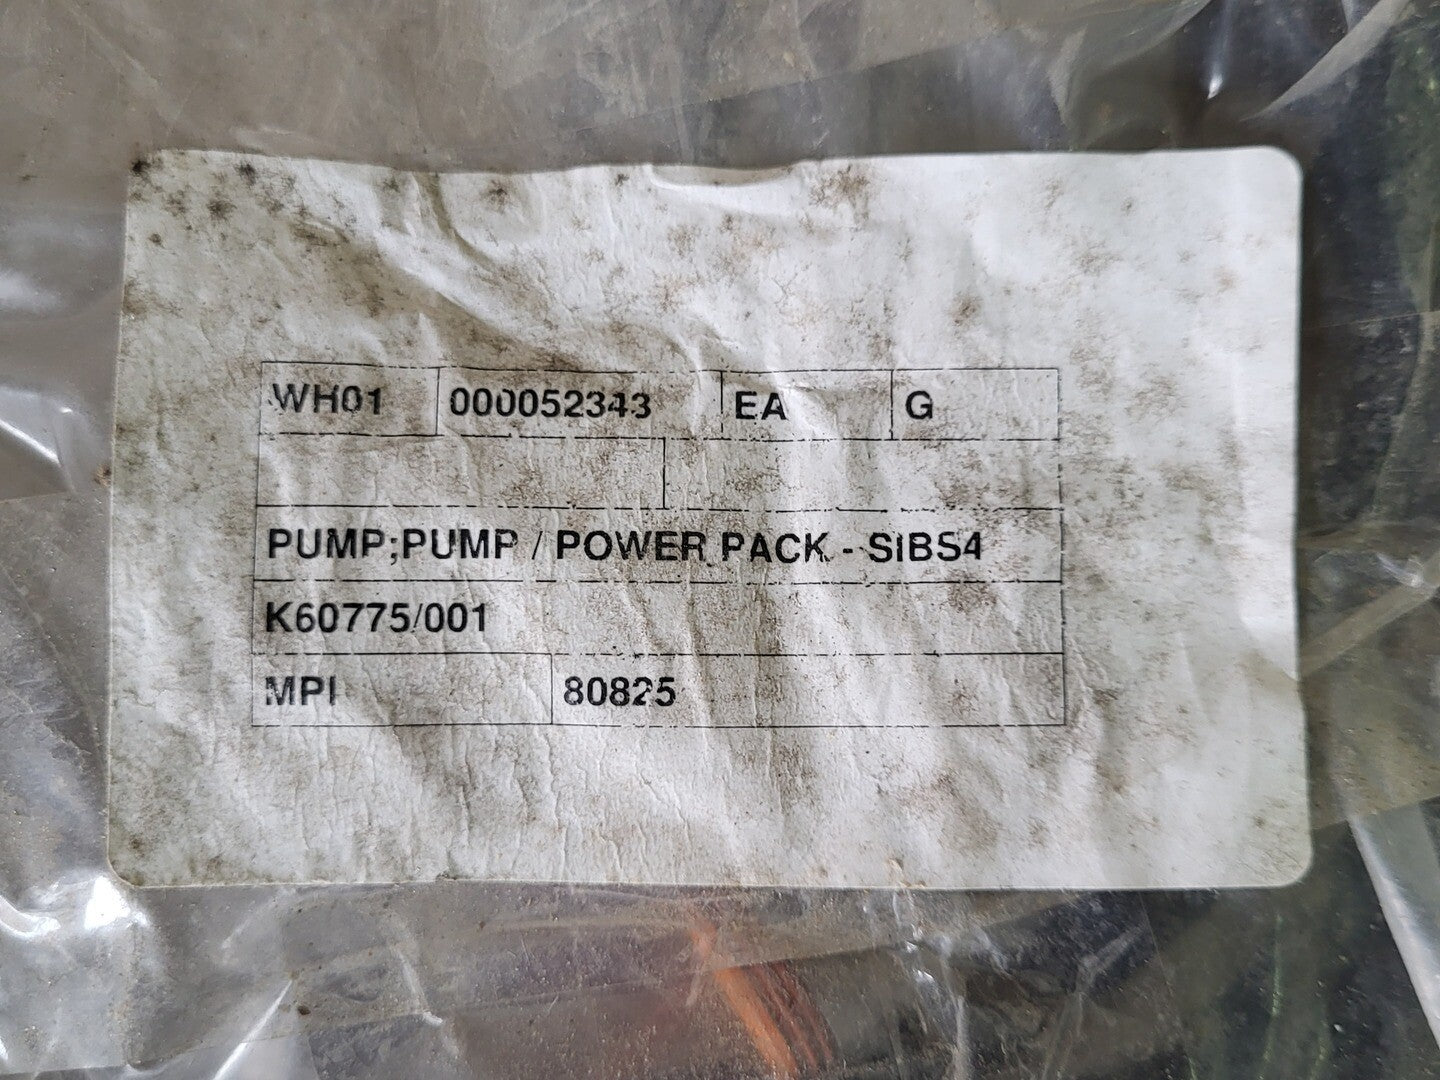 WH01 000052343 EA G
PUMP;PUMP / POWER PACK - SIBS4
K60775/001
MPI 80825